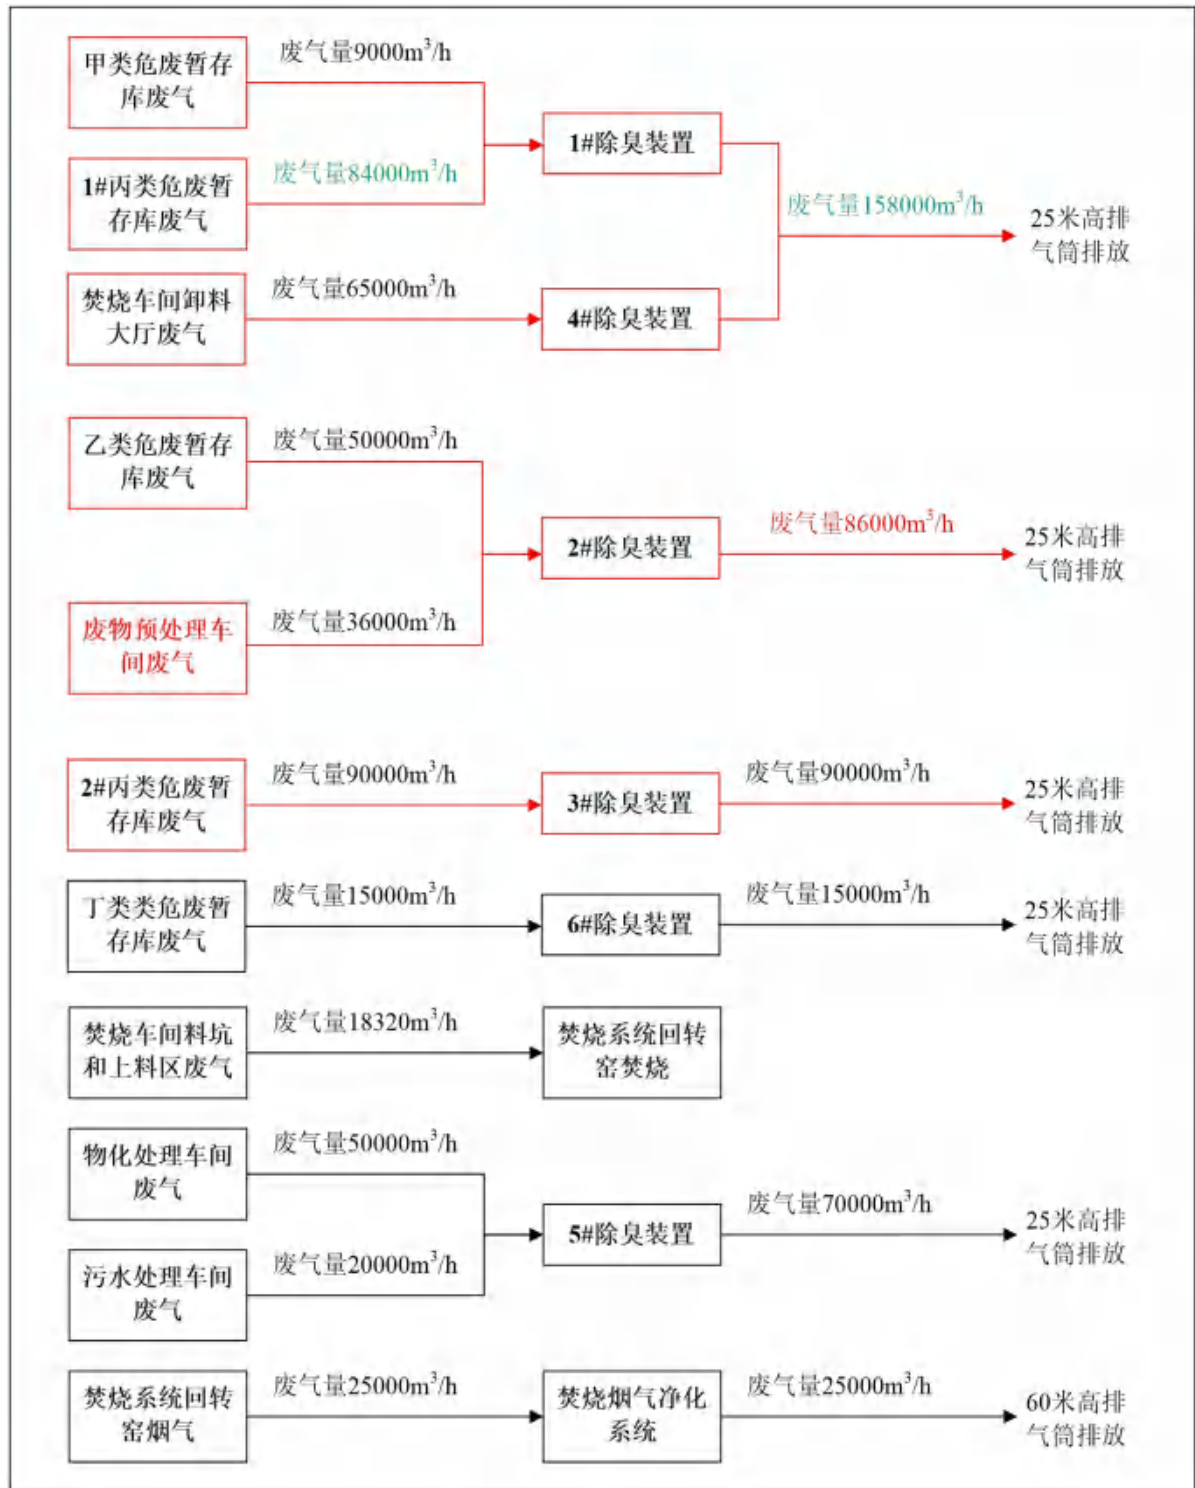 废气量9000m³/h
甲类危废暂存
库废气
1#除臭装置
废气量84000m³/h
1#丙类危废暂
存库废气
废气量158000m³/h
25米高排
气筒排放
废气量65000m³/h
焚烧车间卸料
大厅废气
4#除臭装置
废气量50000m³/h
乙类危废暂存
库废气
废气量86000m³/h
2#除臭装置
25米高排
气筒排放
废气量36000m³/h
废物预处理车
间废气
废气量90000m³/h
2#丙类危废暂
存库废气
3#除臭装置
废气量90000m³/h
25米高排
气筒排放
废气量15000m³/h
丁类类危废暂
存库废气
6#除臭装置
废气量15000m³/h
25米高排
气筒排放
废气量18320m³/h
焚烧车间料坑
和上料区废气
焚烧系统回转
窑焚烧
废气量50000m³/h
物化处理车间
废气
废气量70000m³/h
5#除臭装置
25米高排
气筒排放
废气量20000m³/h
污水处理车间
废气
废气量25000m³/h
焚烧系统回转
窑烟气
焚烧烟气净化
系统
废气量25000m³/h
60米高排
气筒排放